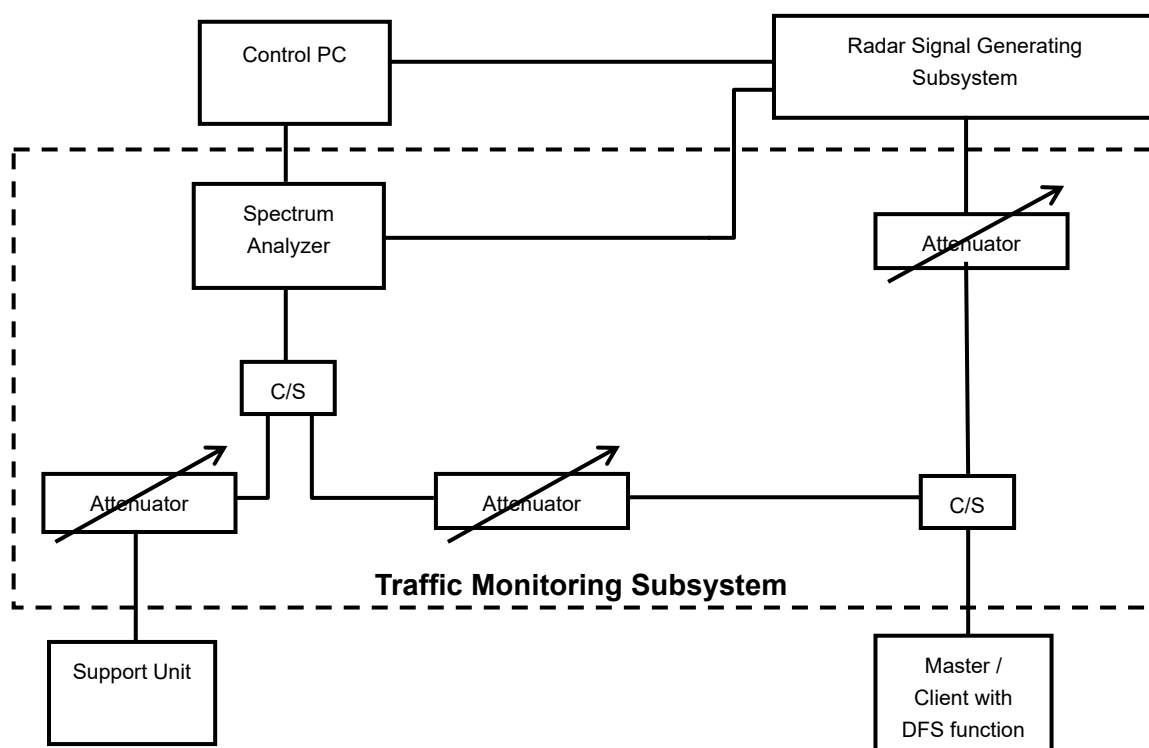 Control PC
Radar Signal Generating
Subsystem
Spectrum
Analyzer
Attenuator
C/S
Attenuator
Attenuator
C/S
Traffic Monitoring Subsystem
Support Unit
Master /
Client with
DFS function